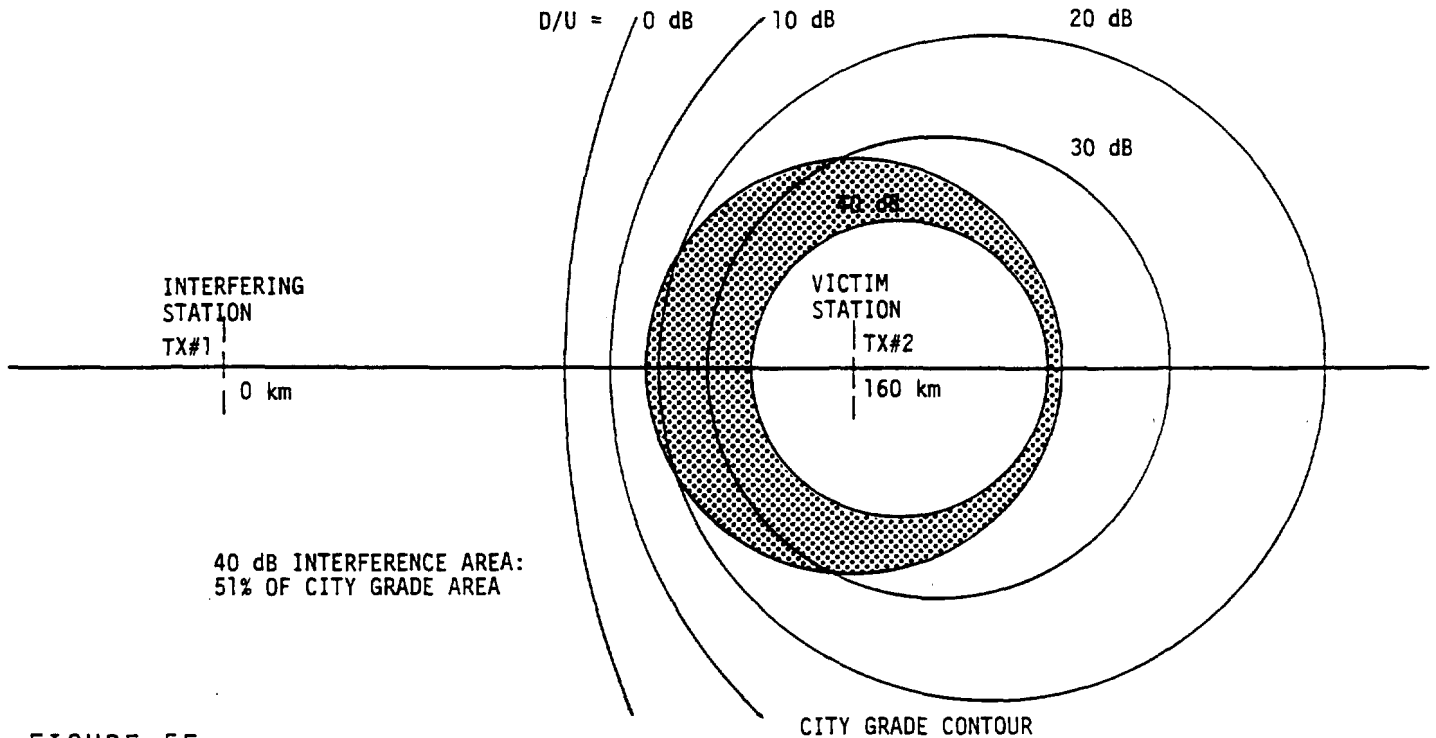 D/U = 0 dB 10 dB 20 dB
30 dB
40 dB
INTERFERING
STATION
TX#1
0 km
VICTIM
STATION
TX#2
160 km
40 dB INTERFERENCE AREA:
51% OF CITY GRADE AREA
CITY GRADE CONTOUR